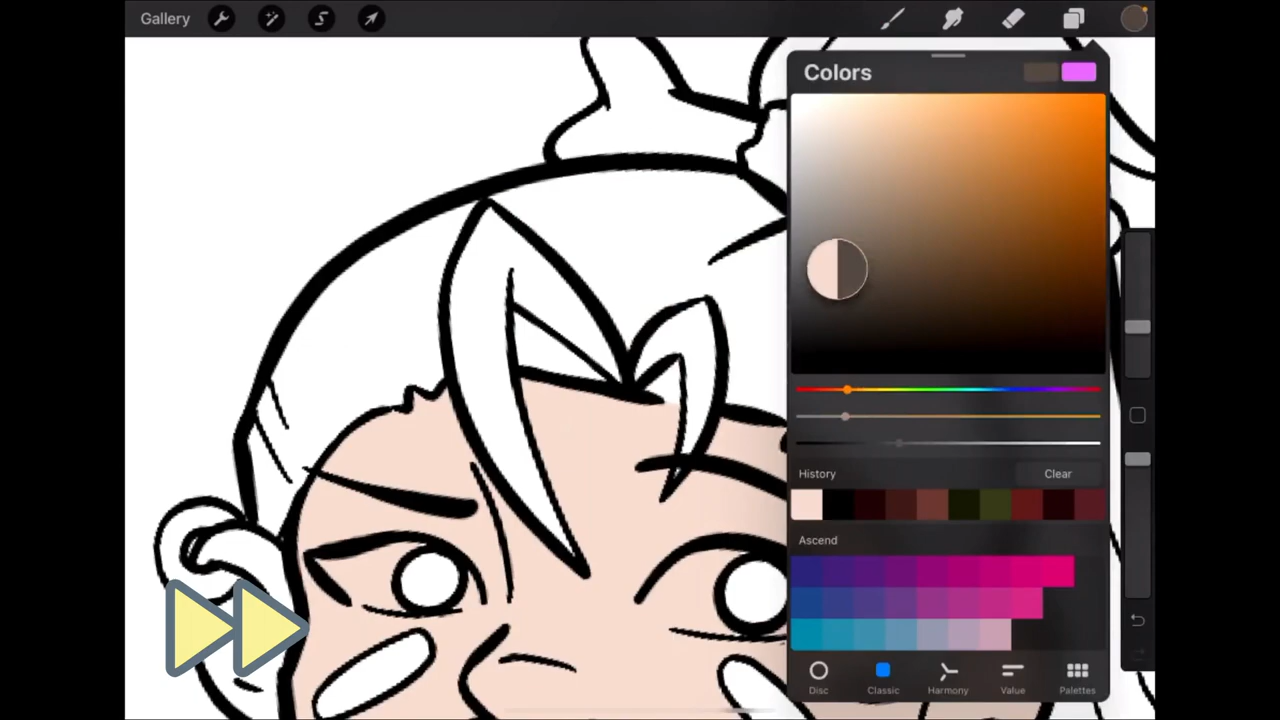 Gallery
Colors
History
Clear
Ascend
Disc
Classic
Harmony
Value
Palettes